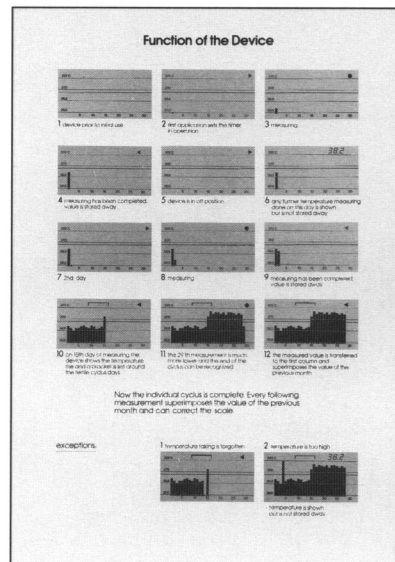 Function of the Device
1 device prior to initial use
2 first application sets the timer
in operation
3 measuring
4 measuring has been completed
value is stored away
5 device is in off position
38.2
6 any further temperature measuring
done on this day is shown
but is not stored away
7 2nd. day
8 measuring
9 measuring has been completed,
value is stored away
10 on 18th day of measuring the
device shows the temperature
rise and a bracket is set around
the fertile cyclus days
11 the 29 th measurement is much
more lower and the end of the
cyclus can be recognized
12 the measured value is transferred
to the first column and
superimposes the value of the
previous month
Now the individual cyclus is complete. Every following
measurement superimposes the value of the previous
month and can correct the scale.
exceptions:
1 temperature taking is forgotten
2 temperature is too high
38.2
temperature is shown
but is not stored away